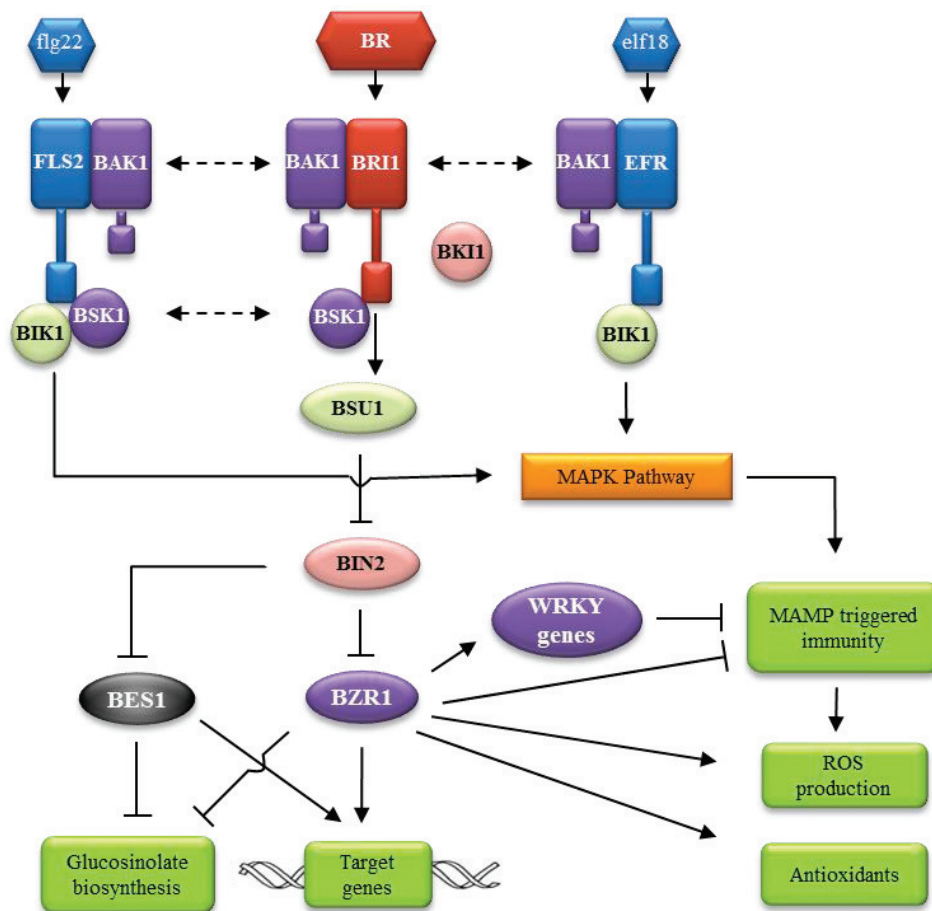 flg22
BR
elf18
FLS2
BAK1
BAK1
BRI1
BAK1
EFR
BKI1
BIK1
BSK1
BSK1
BIK1
BSU1
MAPK Pathway
BIN2
WRKY
genes
MAMP triggered
immunity
BES1
BZR1
ROS
production
Glucosinolate
biosynthesis
Target
genes
Antioxidants